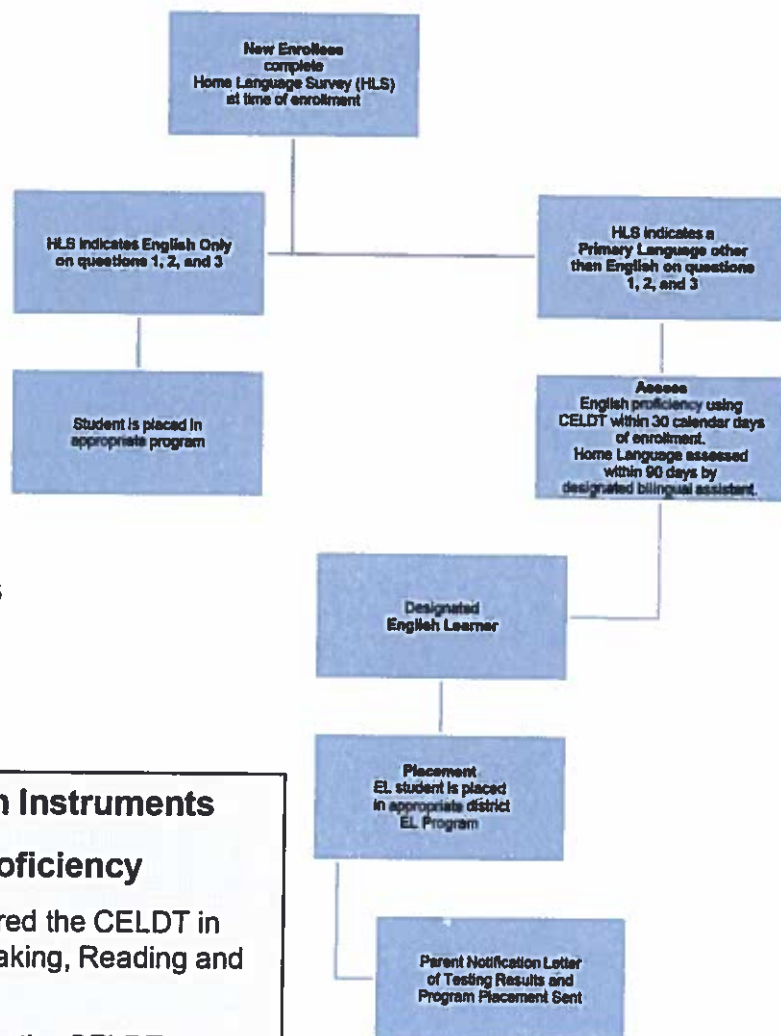 New Enrollees
complete
Home Language Survey (HLS)
at time of enrollment
HLS indicates English Only
on questions 1, 2, and 3
HLS indicates a
Primary Language other
than English on questions
1, 2, and 3
Student is placed in
appropriate program
Assess
English proficiency using
CELDT within 30 calendar days
of enrollment.
Home Language assessed
within 90 days by
designated bilingual assistant.
s
Designated
English Learner
Placement
EL student is placed
in appropriate district
EL Program
n Instruments
oficiency
red the CELDT in
aking, Reading and
Parent Notification Letter
of Testing Results and
Program Placement Sent
the CELDT